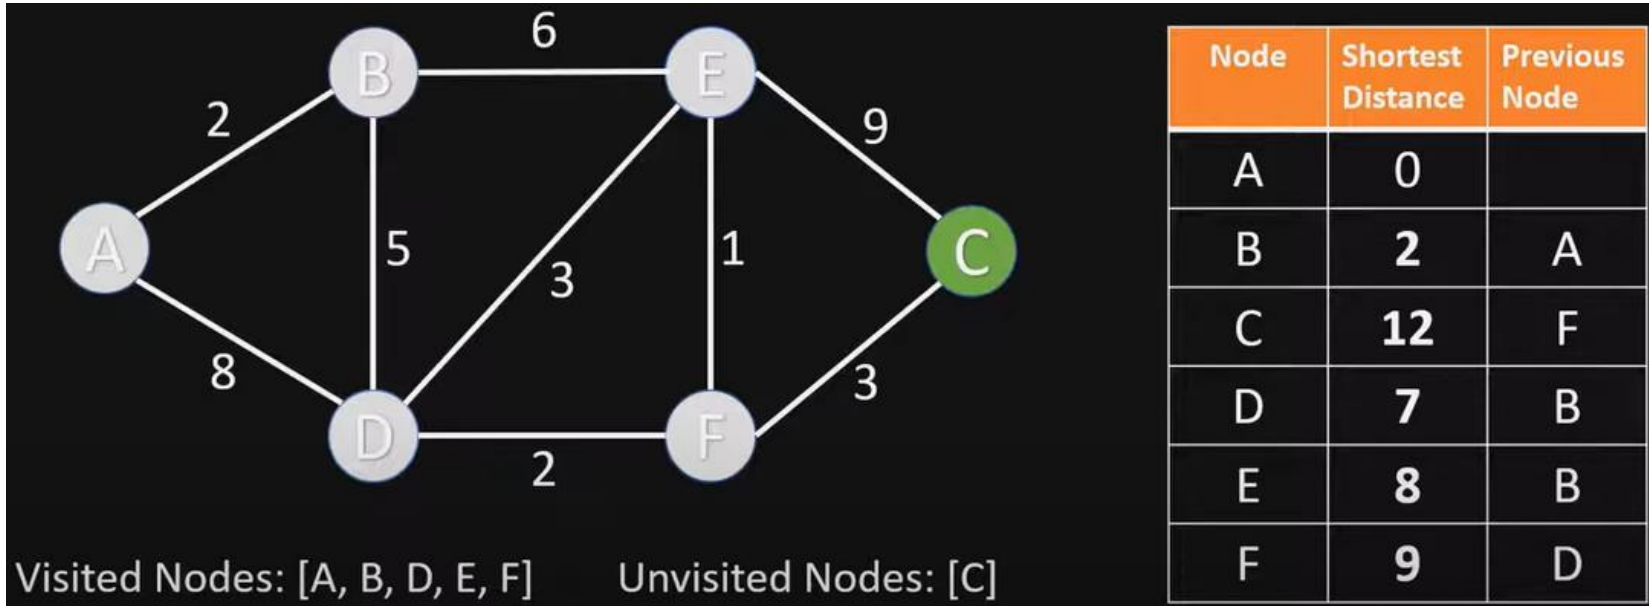 B
6
E
2
9
A
5
3
1
C
8
3
D
2
F
Visited Nodes: [A, B, D, E, F]
Unvisited Nodes: [C]
Node Shortest Distance Previous Node
A 0
B 2 A
C 12 F
D 7 B
E 8 B
F 9 D